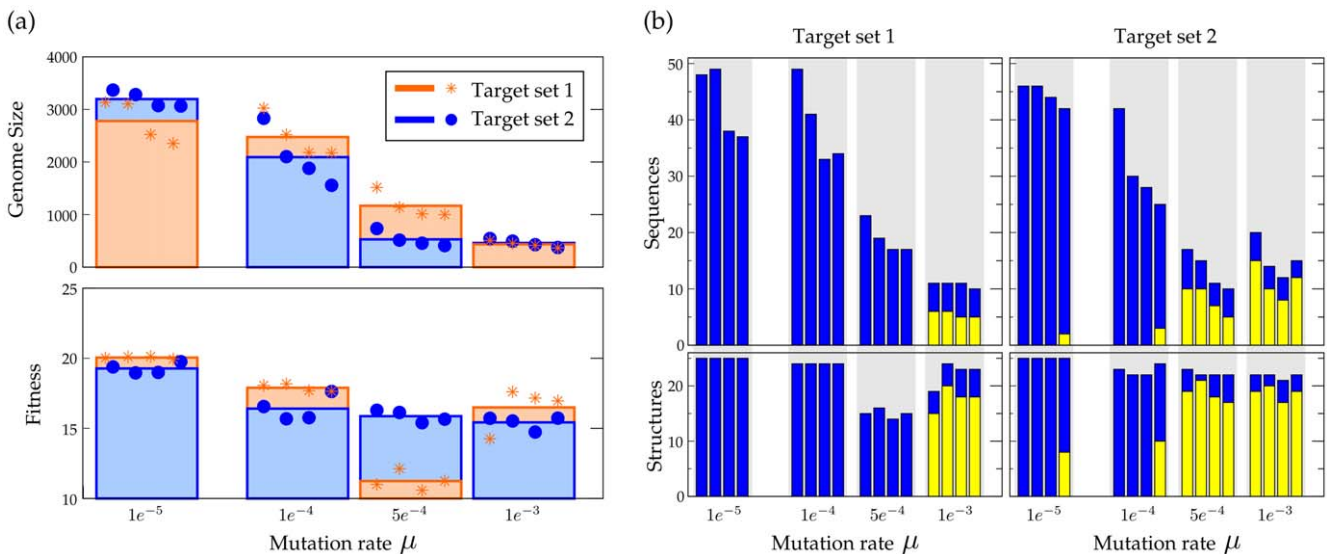 (a)
4000
3000
2000
1000
0
Genome Size
Target set 1
Target set 2
25
20
15
10
Fitness
1e⁻⁵ 1e⁻⁴ 5e⁻⁴ 1e⁻³
Mutation rate μ
(b)
Target set 1 Target set 2
50
40
30
20
10
0
Sequences
20
10
0
Structures
1e⁻⁵ 1e⁻⁴ 5e⁻⁴ 1e⁻³ 1e⁻⁵ 1e⁻⁴ 5e⁻⁴ 1e⁻³
Mutation rate μ